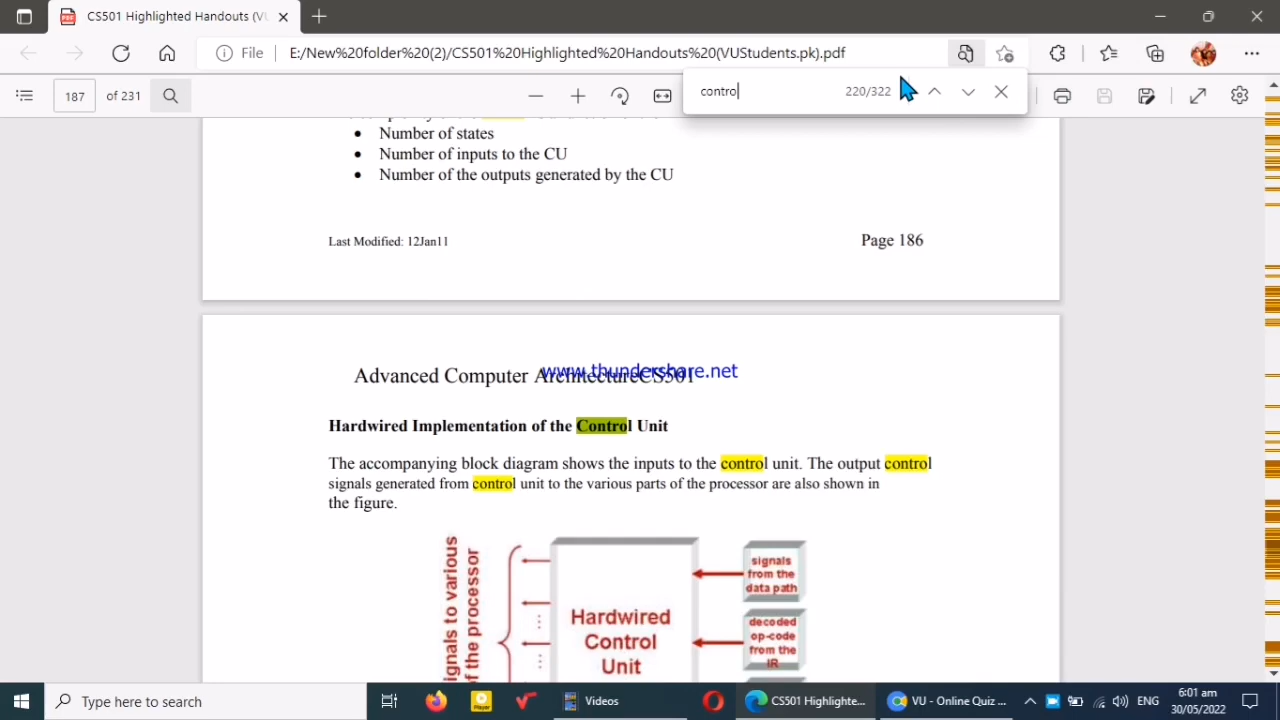 CS501 Highlighted Handouts (VU
File
E:/New%20folder%20(2)/CS501%20Highlighted%20Handouts%20(VUStudents.pk).pdf
187 of 231
contro 220/322
Number of states
Number of inputs to the CU
Number of the outputs generated by the CU
Last Modified: 12Jan11 Page 186
Advanced Computer ArchitectureCS501
www.thundershare.net
Hardwired Implementation of the Control Unit
The accompanying block diagram shows the inputs to the control unit. The output control
signals generated from control unit to the various parts of the processor are also shown in
the figure.
ignals to various
of the processor
Hardwired
Control
Unit
signals
from the
data path
decoded
op-code
from the
IR
Type here to search
Player
Videos
CS501 Highlighte...
VU - Online Quiz ...
ENG
6:01 am
30/05/2022